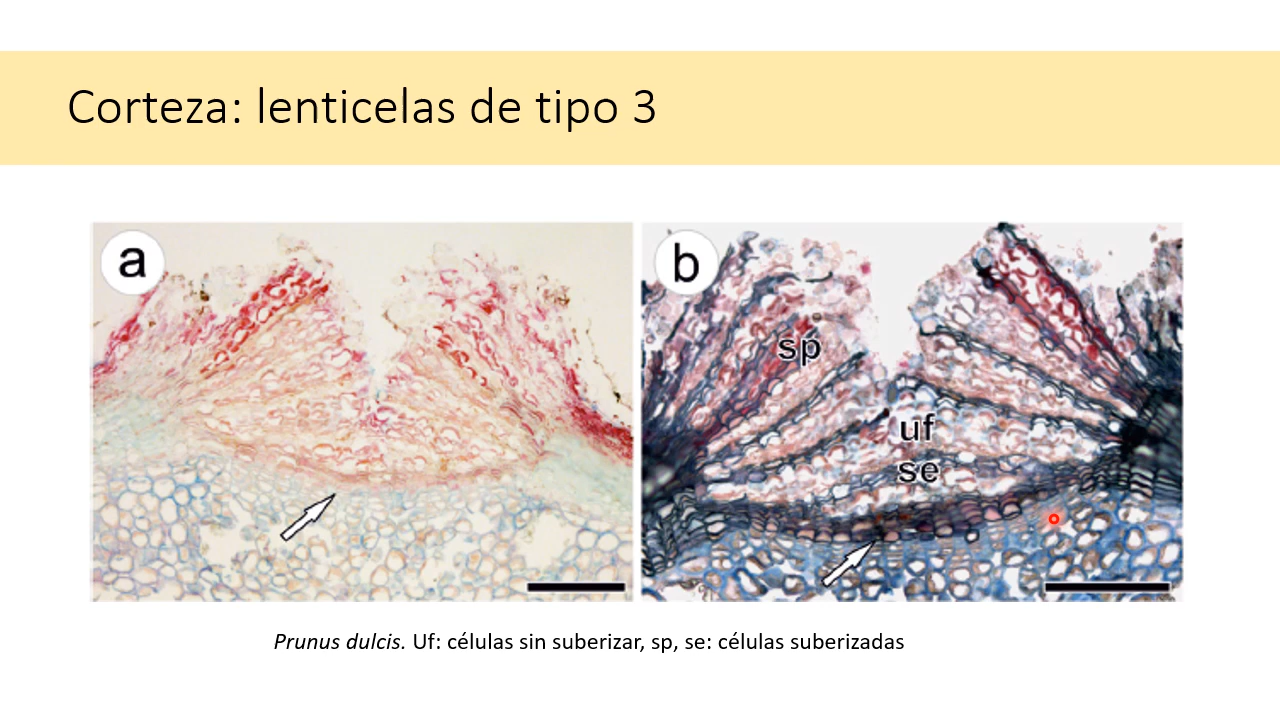 Corteza: lenticelas de tipo 3
a
b
sp
uf
se
Prunus dulcis. Uf: células sin suberizar, sp, se: células suberizadas